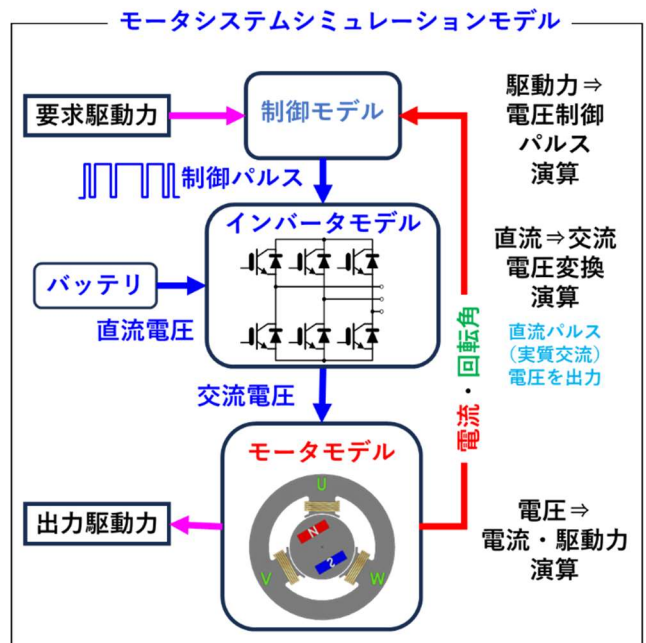 モータシステムシミュレーションモデル
要求駆動力
制御モデル
駆動力⇒
電圧制御
パルス
演算
制御パルス
インバータモデル
バッテリ
直流電圧
直流⇒交流
電圧変換
演算
直流パルス
（実質交流）
電圧を出力
交流電圧
電流・回転角
モータモデル
U
N
S
V
W
出力駆動力
電圧⇒
電流・駆動力
演算